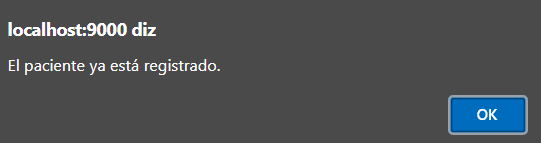 localhost:9000 diz
El paciente ya está registrado.
OK